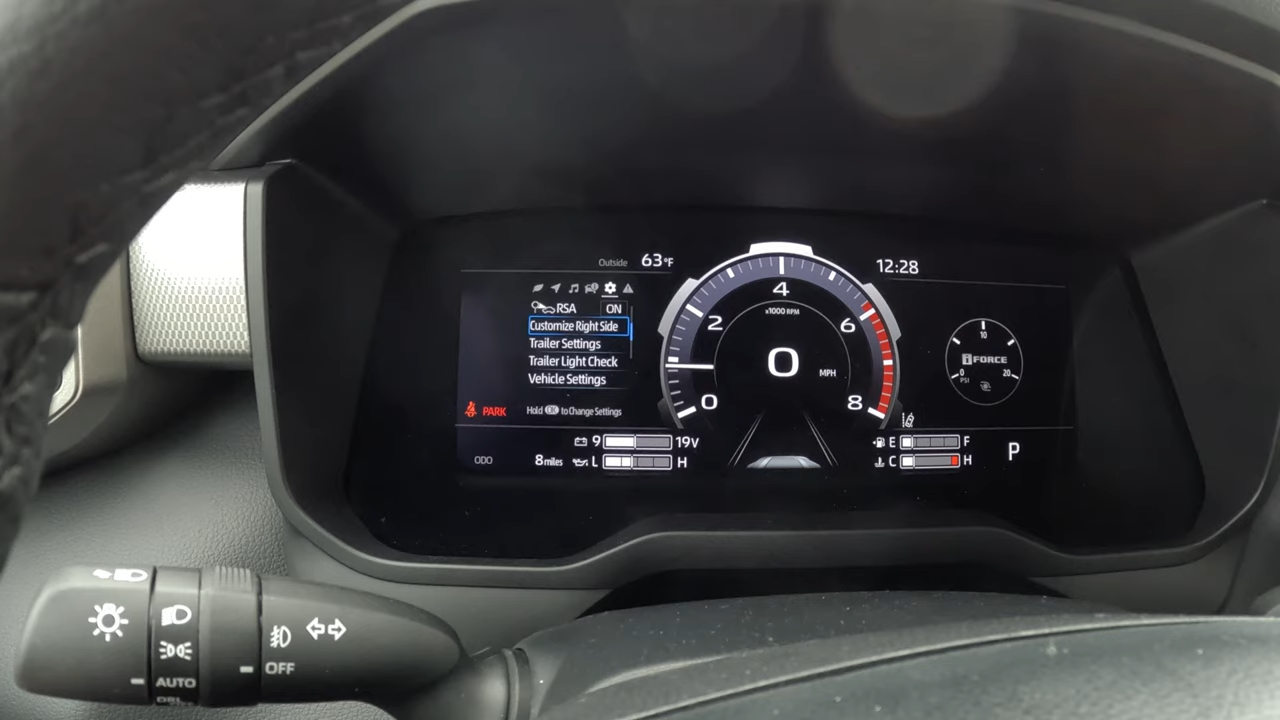 Outside 63°F
12:28
RSA ON
Customize Right Side
Trailer Settings
Trailer Light Check
Vehicle Settings
PARK
Hold OK to Change Settings
ODO 8 miles
9 19V
L H
0 2 4 6 8
x1000 RPM
0 MPH
10
iFORCE
0 20
PSI
E F
C H
P
OFF
AUTO